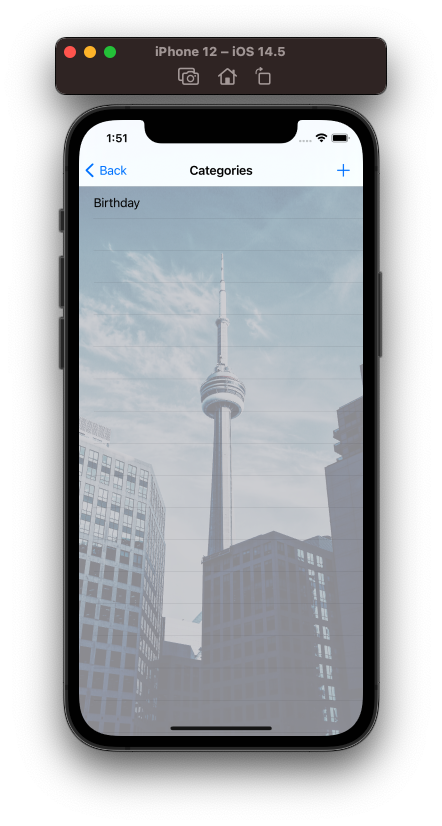 iPhone 12 – iOS 14.5
1:51
Back
Categories
Birthday